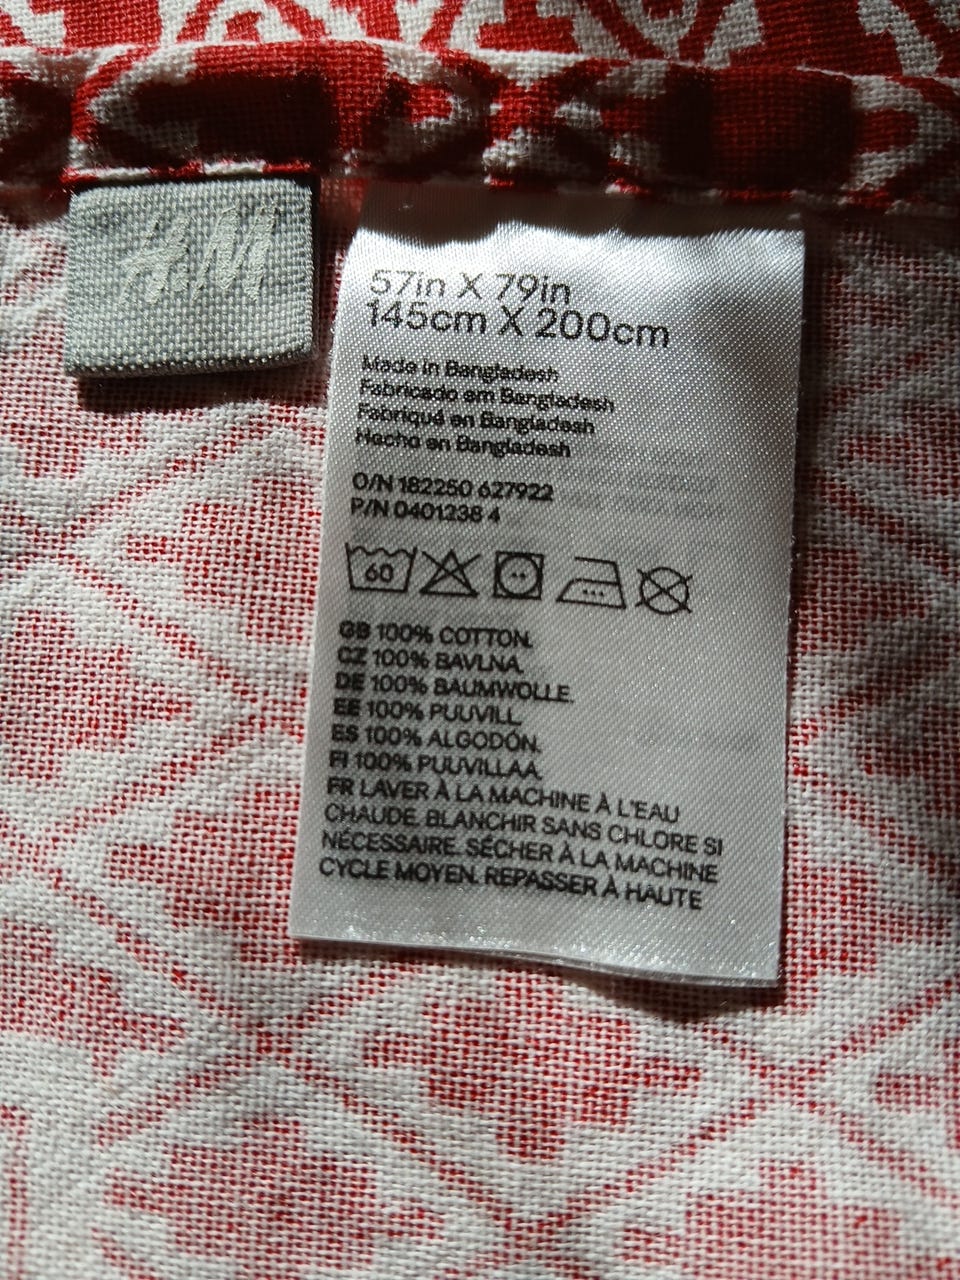 H&M
57in X 79in
145cm X 200cm
Made in Bangladesh
Fabricado em Bangladesh
Fabriqué en Bangladesh
Hecho en Bangladesh
O/N 182250 627922
P/N 0401238 4
60
GB 100% COTTON.
CZ 100% BAVLNA.
DE 100% BAUMWOLLE.
EE 100% PUUVILL.
ES 100% ALGODÓN.
FI 100% PUUVILLAA.
FR LAVER À LA MACHINE À L'EAU
CHAUDE. BLANCHIR SANS CHLORE SI
NÉCESSAIRE. SÉCHER À LA MACHINE
CYCLE MOYEN. REPASSER À HAUTE